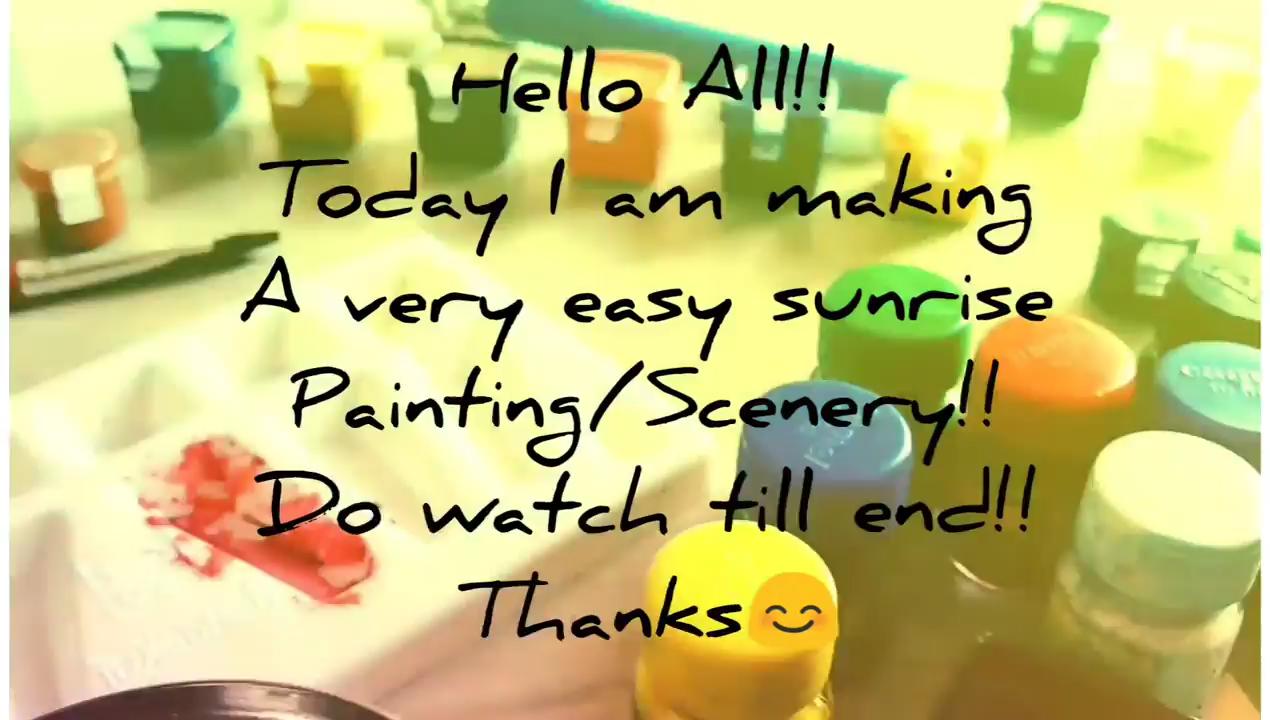 Hello All!!
Today I am making
A very easy sunrise
Painting/Scenery!!
Do watch till end!!
Thanks😊